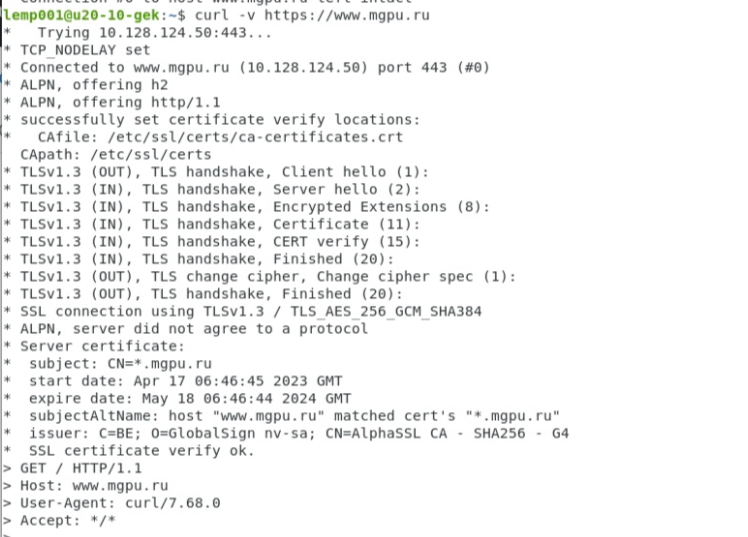 lemp001@u20-10-gek:~$ curl -v https://www.mgpu.ru
*   Trying 10.128.124.50:443...
* TCP_NODELAY set
* Connected to www.mgpu.ru (10.128.124.50) port 443 (#0)
* ALPN, offering h2
* ALPN, offering http/1.1
* successfully set certificate verify locations:
*   CAfile: /etc/ssl/certs/ca-certificates.crt
  CApath: /etc/ssl/certs
* TLSv1.3 (OUT), TLS handshake, Client hello (1):
* TLSv1.3 (IN), TLS handshake, Server hello (2):
* TLSv1.3 (IN), TLS handshake, Encrypted Extensions (8):
* TLSv1.3 (IN), TLS handshake, Certificate (11):
* TLSv1.3 (IN), TLS handshake, CERT verify (15):
* TLSv1.3 (IN), TLS handshake, Finished (20):
* TLSv1.3 (OUT), TLS change cipher, Change cipher spec (1):
* TLSv1.3 (OUT), TLS handshake, Finished (20):
* SSL connection using TLSv1.3 / TLS_AES_256_GCM_SHA384
* ALPN, server did not agree to a protocol
* Server certificate:
*  subject: CN=*.mgpu.ru
*  start date: Apr 17 06:46:45 2023 GMT
*  expire date: May 18 06:46:44 2024 GMT
*  subjectAltName: host "www.mgpu.ru" matched cert's "*.mgpu.ru"
*  issuer: C=BE; O=GlobalSign nv-sa; CN=AlphaSSL CA - SHA256 - G4
*  SSL certificate verify ok.
> GET / HTTP/1.1
> Host: www.mgpu.ru
> User-Agent: curl/7.68.0
> Accept: */*